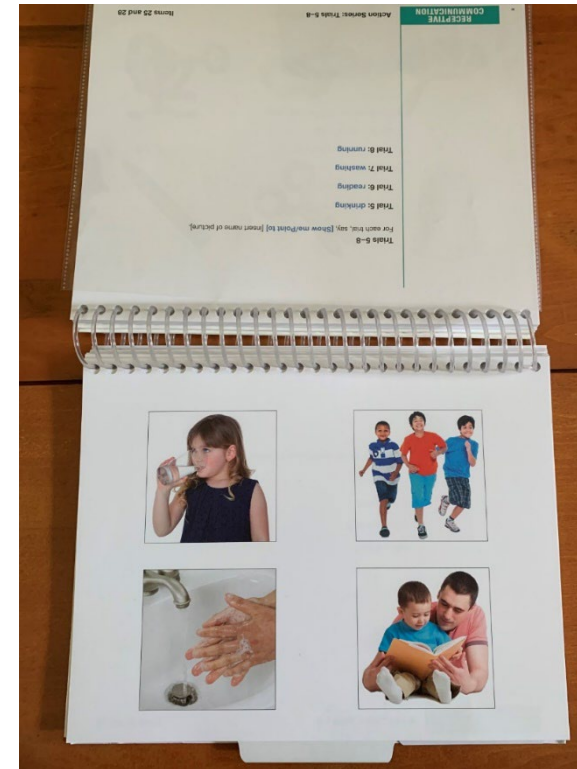 RECEPTIVE
COMMUNICATION
Action Series: Trials 5–8
Items 25 and 29
Trials 5–8
For each trial, say, [Show me/Point to] [insert name of picture].
Trial 5: drinking
Trial 6: reading
Trial 7: washing
Trial 8: running